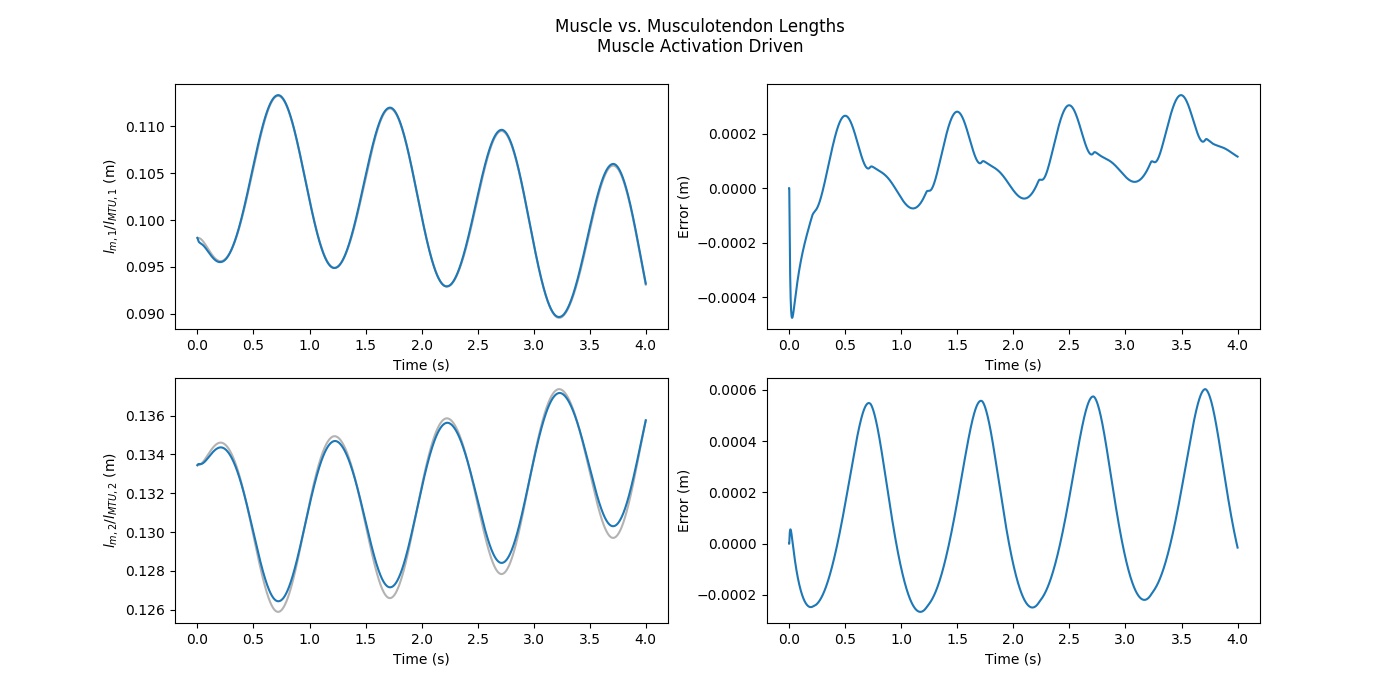 Muscle vs. Musculotendon Lengths
Muscle Activation Driven
l_{m,1}/l_{MTU,1} (m)
0.110
0.105
0.100
0.095
0.090
0.0 0.5 1.0 1.5 2.0 2.5 3.0 3.5 4.0
Time (s)
Error (m)
0.0002
0.0000
−0.0002
−0.0004
0.0 0.5 1.0 1.5 2.0 2.5 3.0 3.5 4.0
Time (s)
l_{m,2}/l_{MTU,2} (m)
0.136
0.134
0.132
0.130
0.128
0.126
0.0 0.5 1.0 1.5 2.0 2.5 3.0 3.5 4.0
Time (s)
Error (m)
0.0006
0.0004
0.0002
0.0000
−0.0002
0.0 0.5 1.0 1.5 2.0 2.5 3.0 3.5 4.0
Time (s)